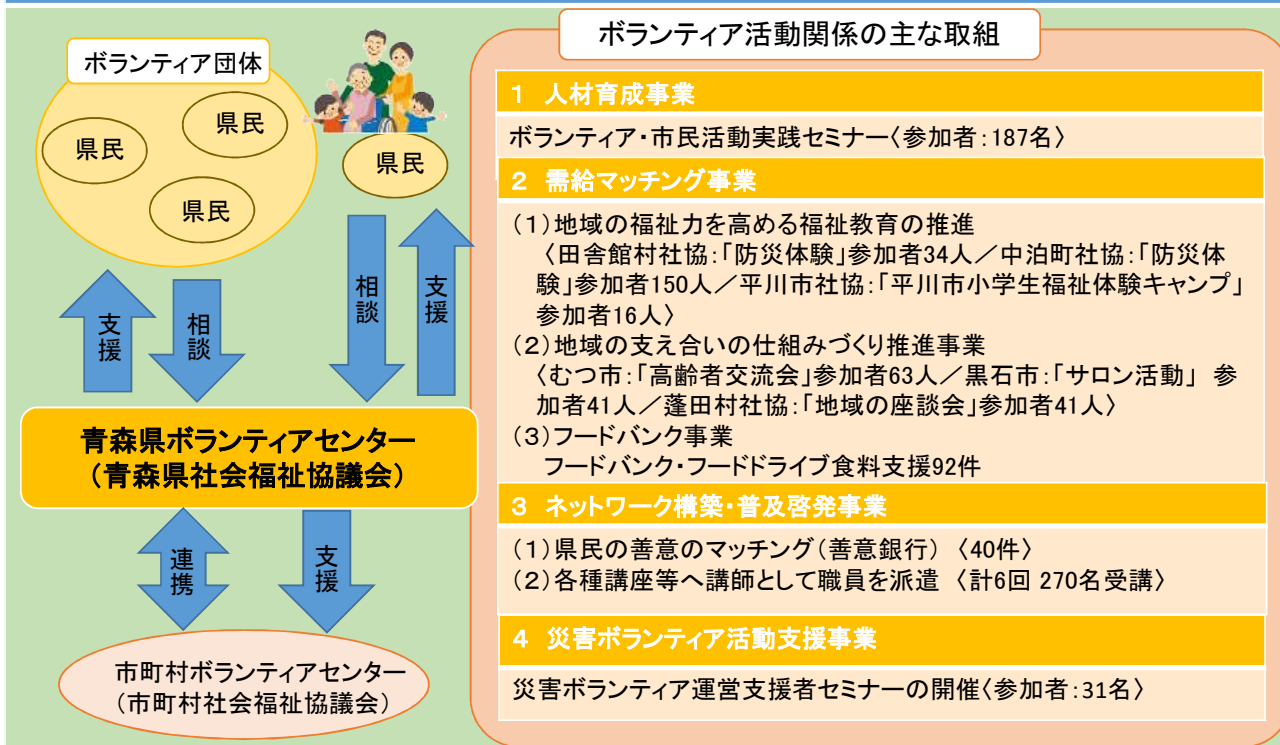 ボランティア団体
県民
県民
県民
県民
支援
相談
相談
支援
青森県ボランティアセンター
（青森県社会福祉協議会）
連携
支援
市町村ボランティアセンター
（市町村社会福祉協議会）
ボランティア活動関係の主な取組
１ 人材育成事業
ボランティア・市民活動実践セミナー〈参加者：187名〉
２ 需給マッチング事業
（１）地域の福祉力を高める福祉教育の推進
〈田舎館村社協：「防災体験」参加者34人／中泊町社協：「防災体
験」参加者150人／平川市社協：「平川市小学生福祉体験キャンプ」
参加者16人〉
（２）地域の支え合いの仕組みづくり推進事業
〈むつ市：「高齢者交流会」参加者63人／黒石市：「サロン活動」 参
加者41人／蓬田村社協：「地域の座談会」参加者41人〉
（３）フードバンク事業
フードバンク・フードドライブ食料支援92件
３ ネットワーク構築・普及啓発事業
（１）県民の善意のマッチング（善意銀行） 〈40件〉
（２）各種講座等へ講師として職員を派遣 〈計6回 270名受講〉
４ 災害ボランティア活動支援事業
災害ボランティア運営支援者セミナーの開催〈参加者：31名〉